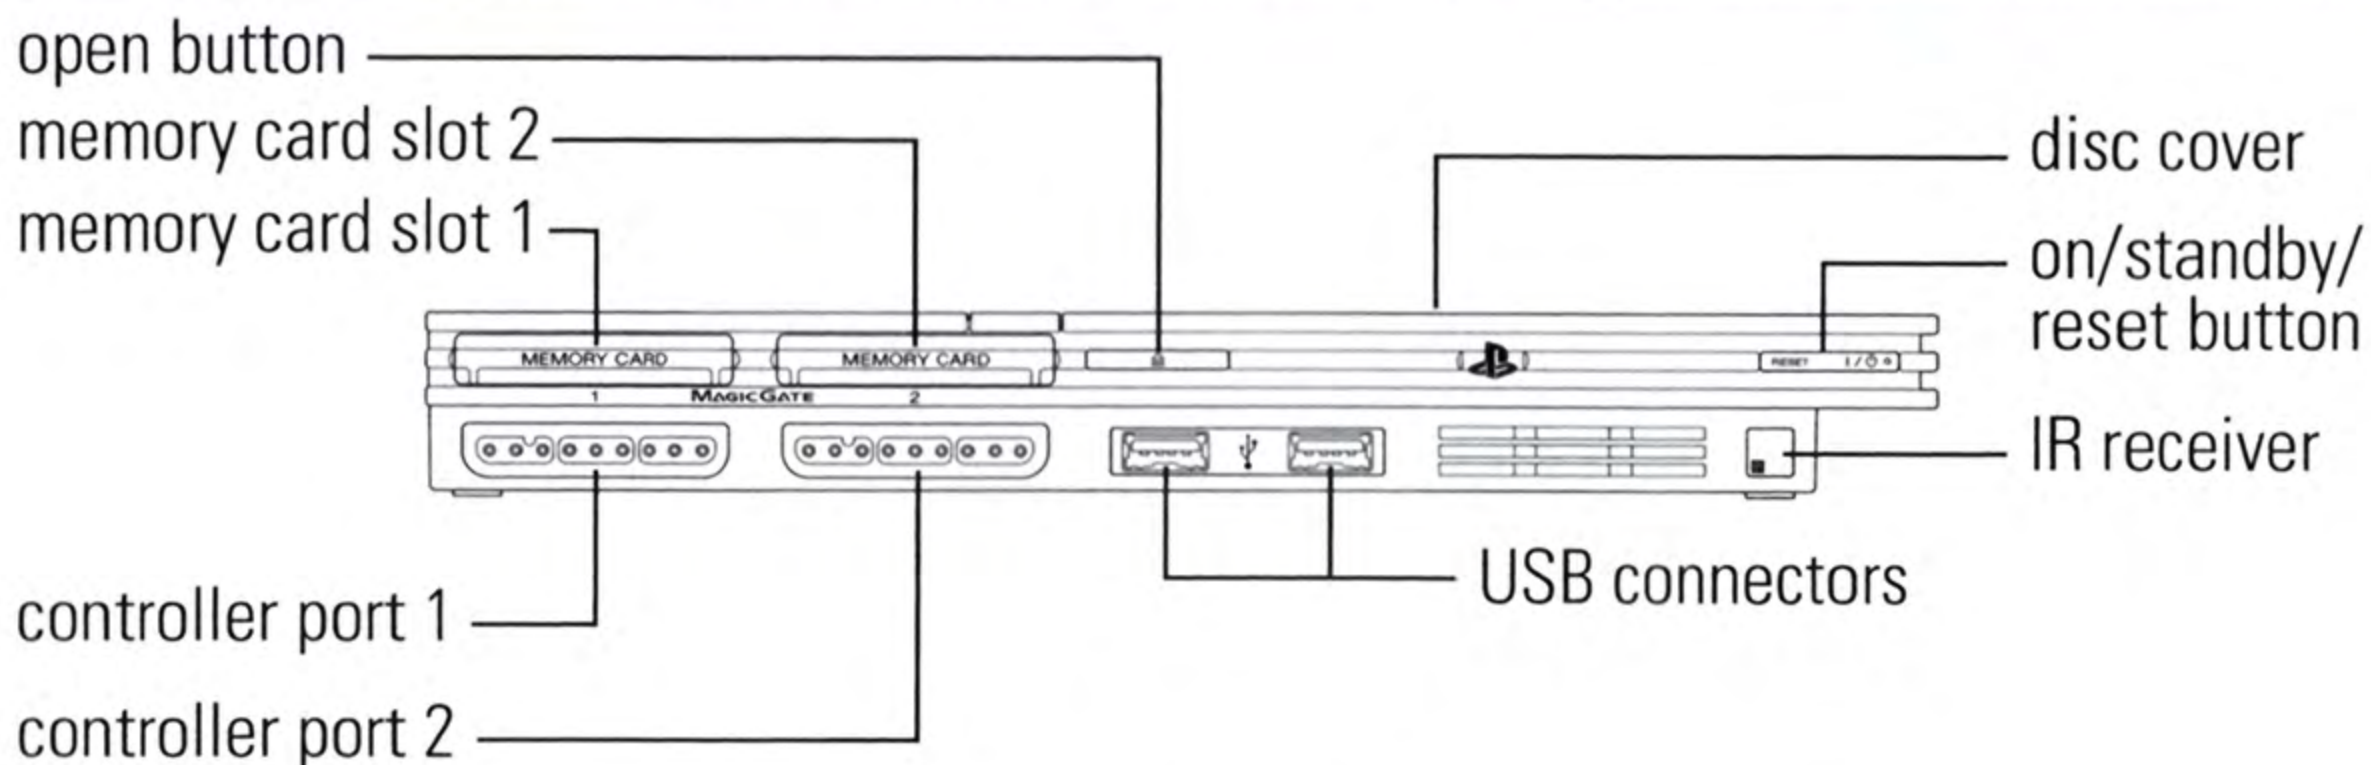 open button
memory card slot 2
memory card slot 1
disc cover
on/standby/
reset button
MEMORY CARD
MEMORY CARD
RESET
1
MAGICGATE
2
IR receiver
USB connectors
controller port 1
controller port 2